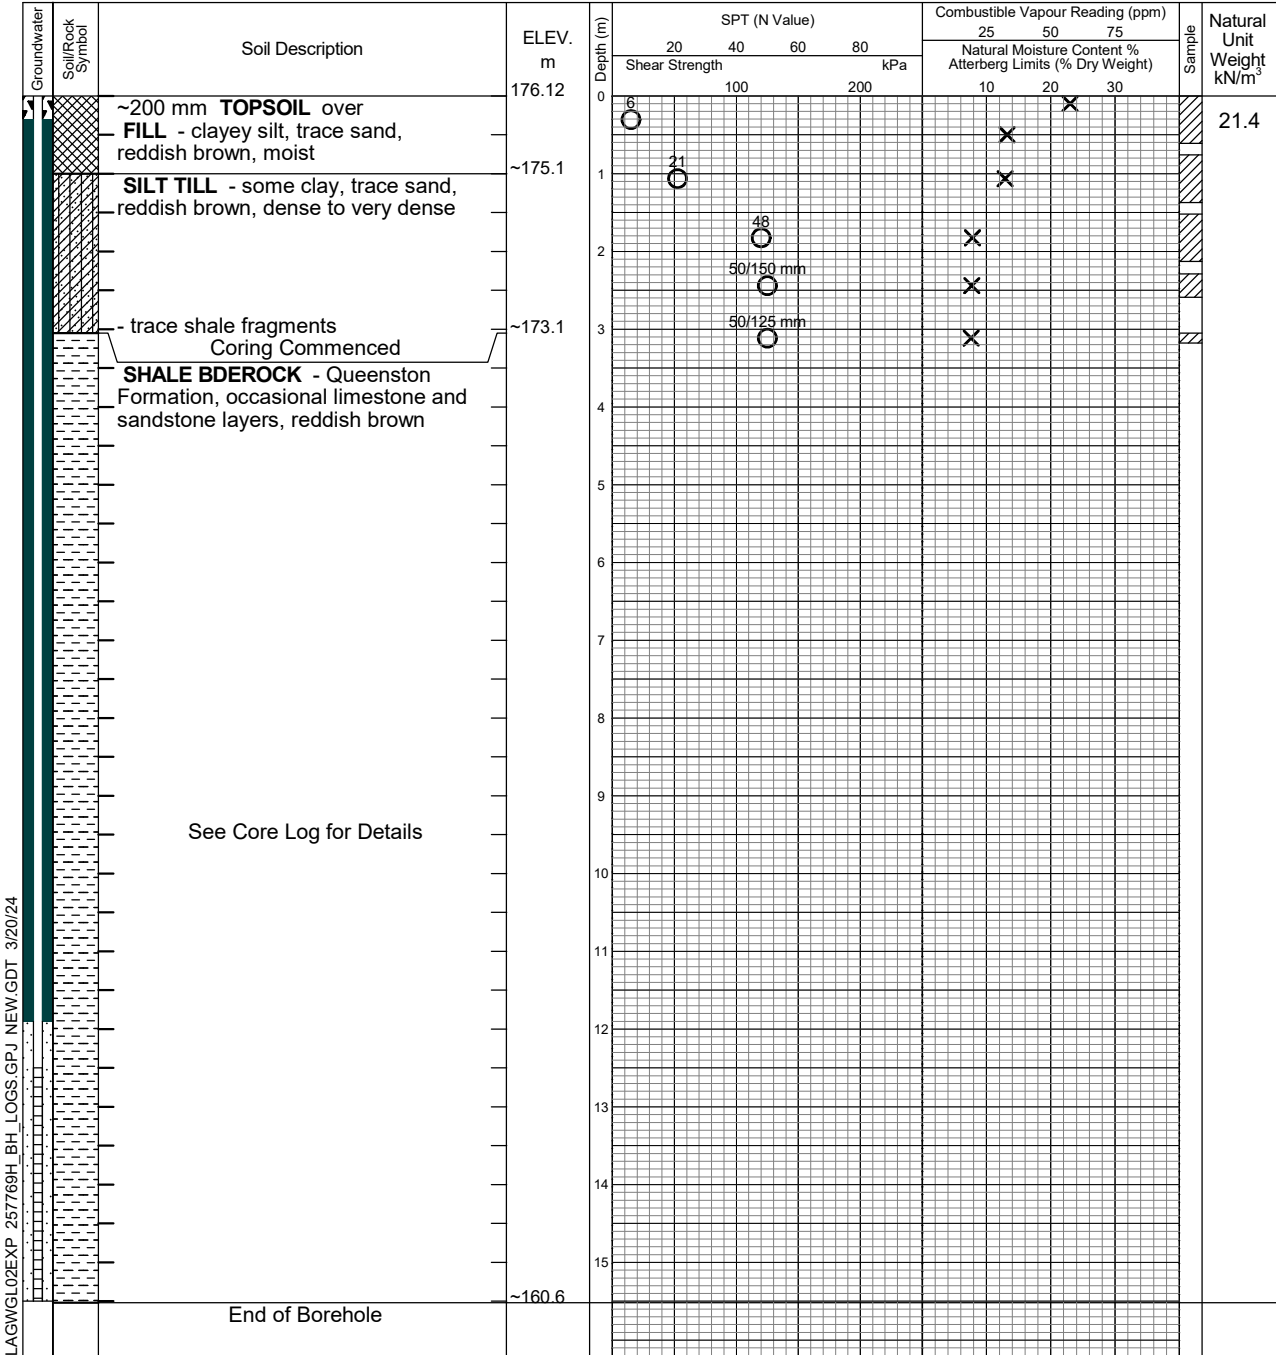 Groundwater
Soil/Rock
Symbol
Soil Description
ELEV.
m
Depth (m)
SPT (N Value)
20 40 60 80
Shear Strength kPa
100 200
Combustible Vapour Reading (ppm)
25 50 75
Natural Moisture Content %
Atterberg Limits (% Dry Weight)
10 20 30
Sample
Natural
Unit
Weight
kN/m³
176.12
0
~200 mm TOPSOIL over
FILL - clayey silt, trace sand,
reddish brown, moist
6
21.4
~175.1
1
21
SILT TILL - some clay, trace sand,
reddish brown, dense to very dense
48
2
50/150 mm
- trace shale fragments
~173.1
3
50/125 mm
Coring Commenced
SHALE BDEROCK - Queenston
Formation, occasional limestone and
sandstone layers, reddish brown
4
5
6
7
8
9
See Core Log for Details
10
11
12
13
14
15
~160.6
End of Borehole
LAGWGL02EXP 257769H_BH_LOGS.GPJ NEW.GDT 3/20/24